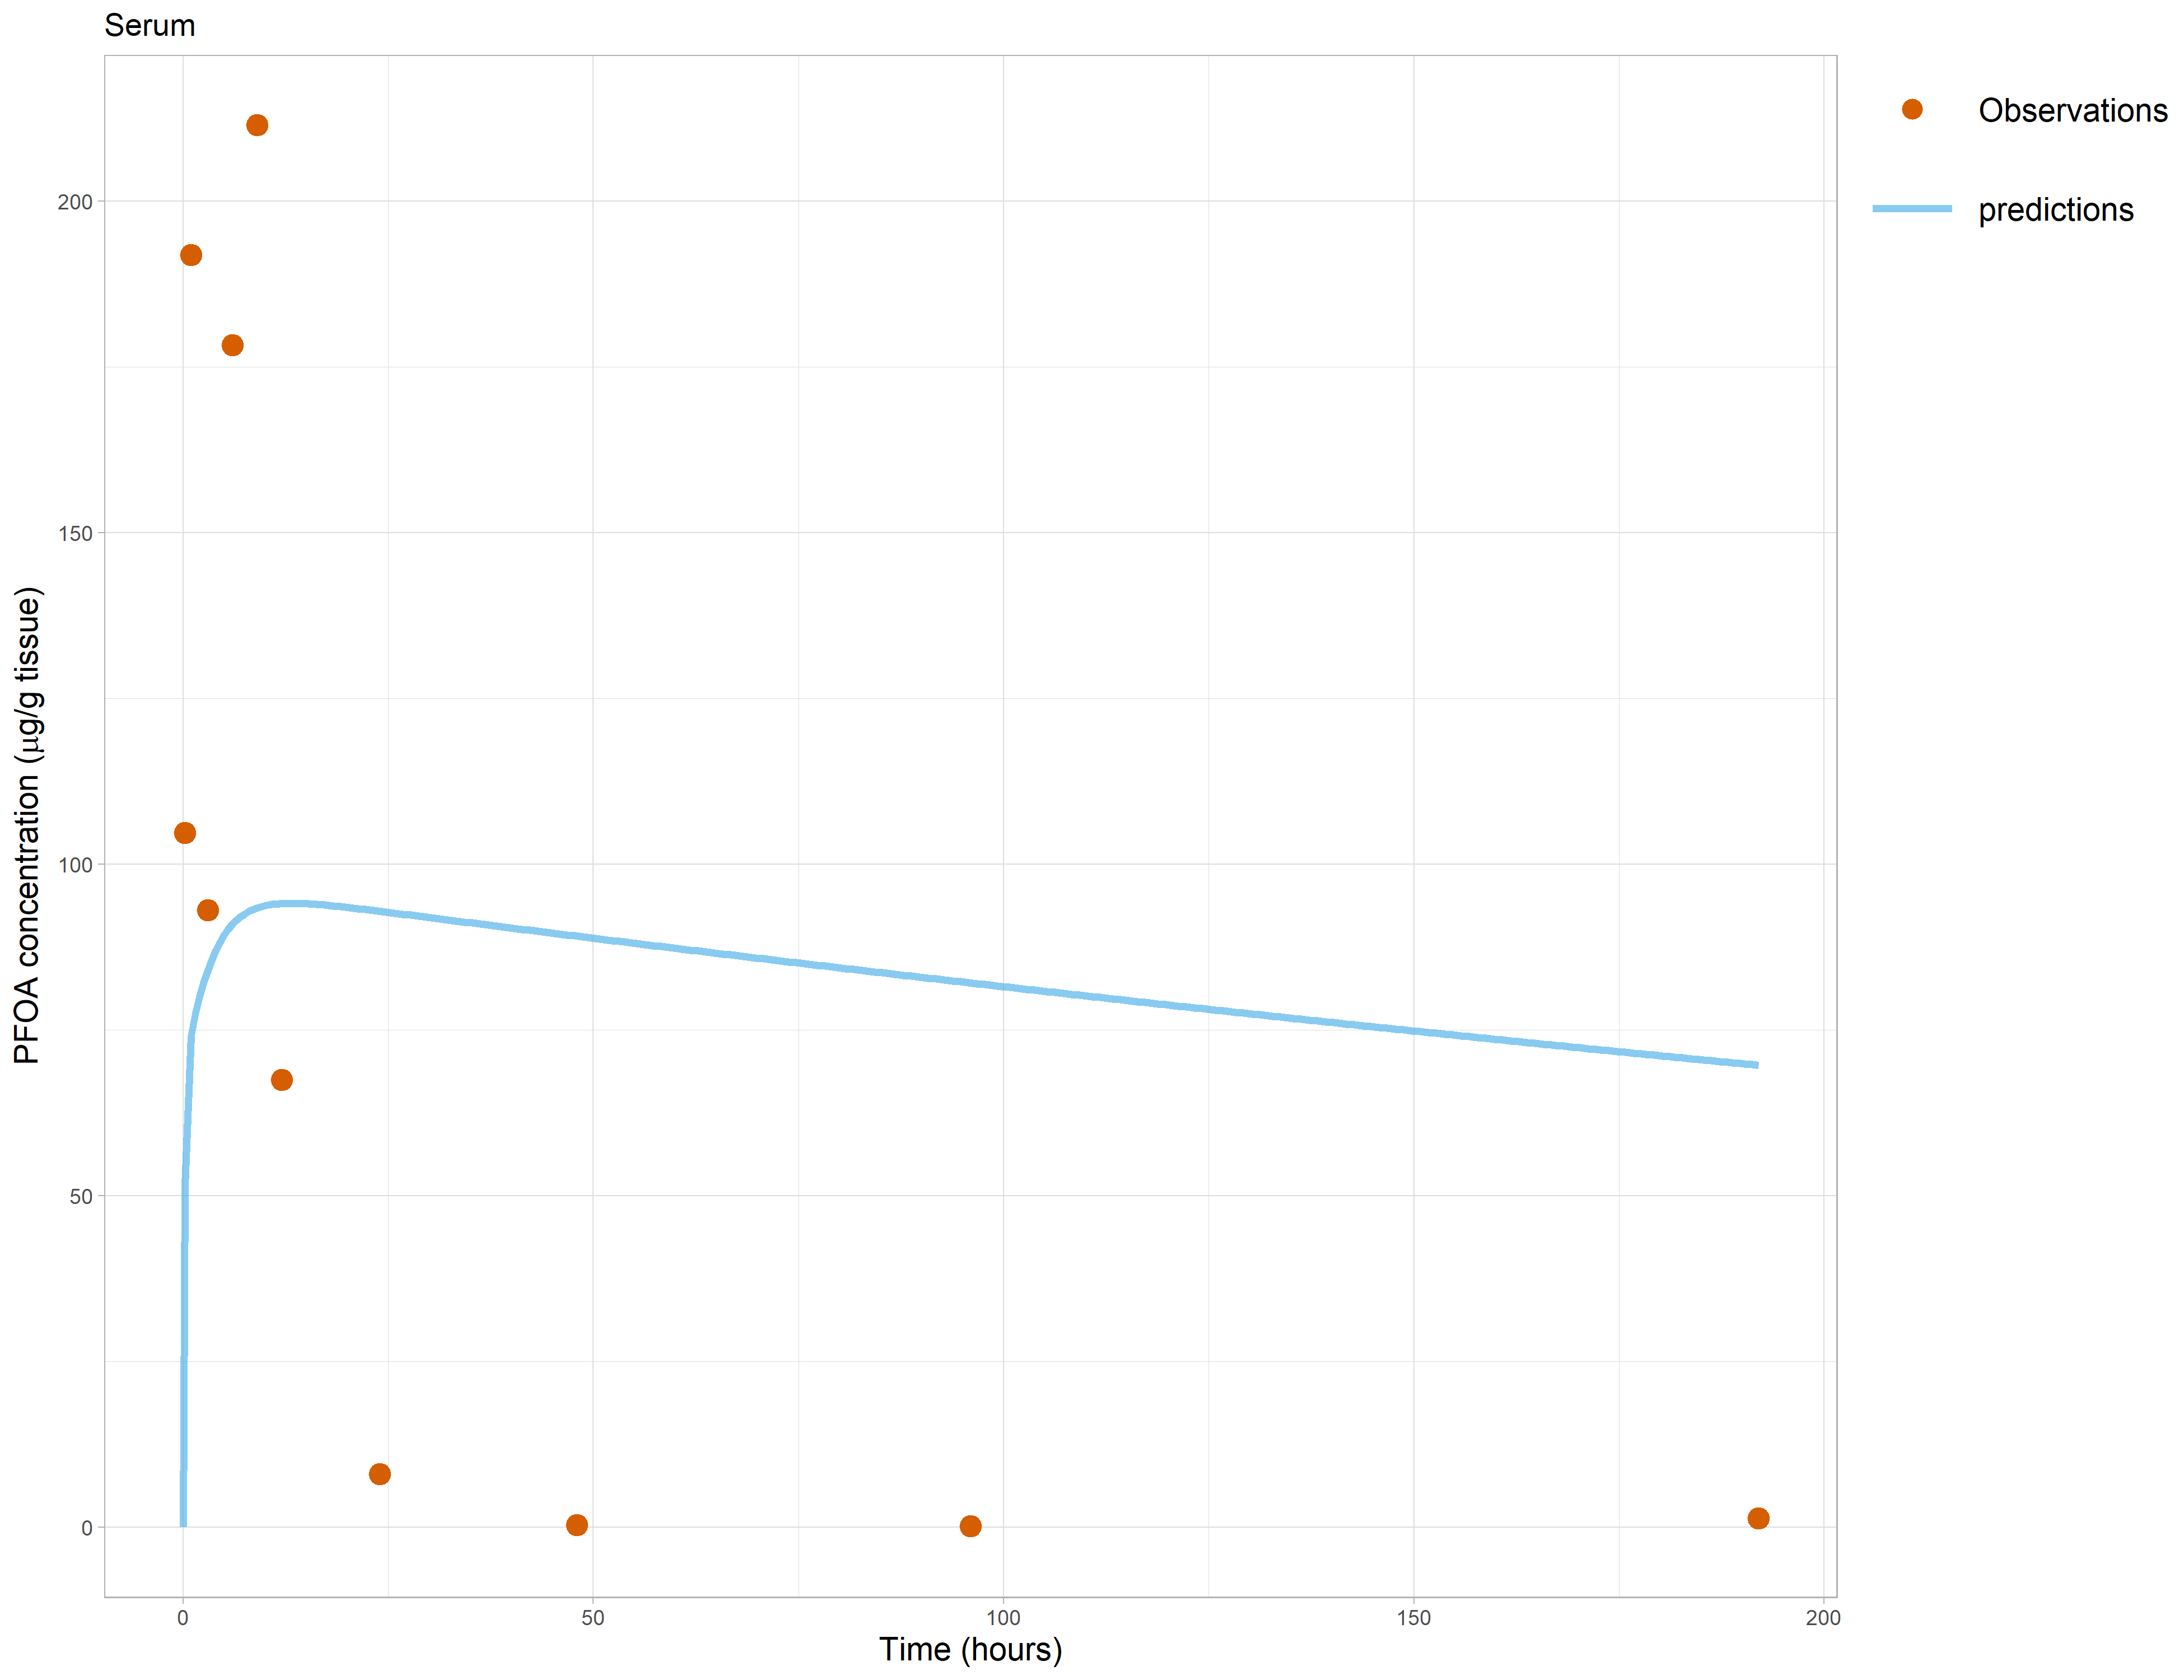 Serum
Observations
predictions
200
150
100
50
0
PFOA concentration (μg/g tissue)
0 50 100 150 200
Time (hours)